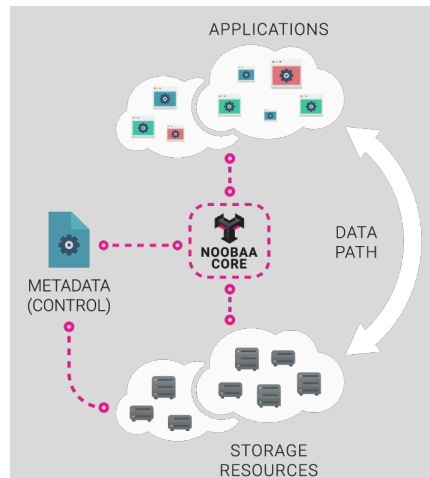 APPLICATIONS
NOOBAA
CORE
DATA
PATH
METADATA
(CONTROL)
STORAGE
RESOURCES